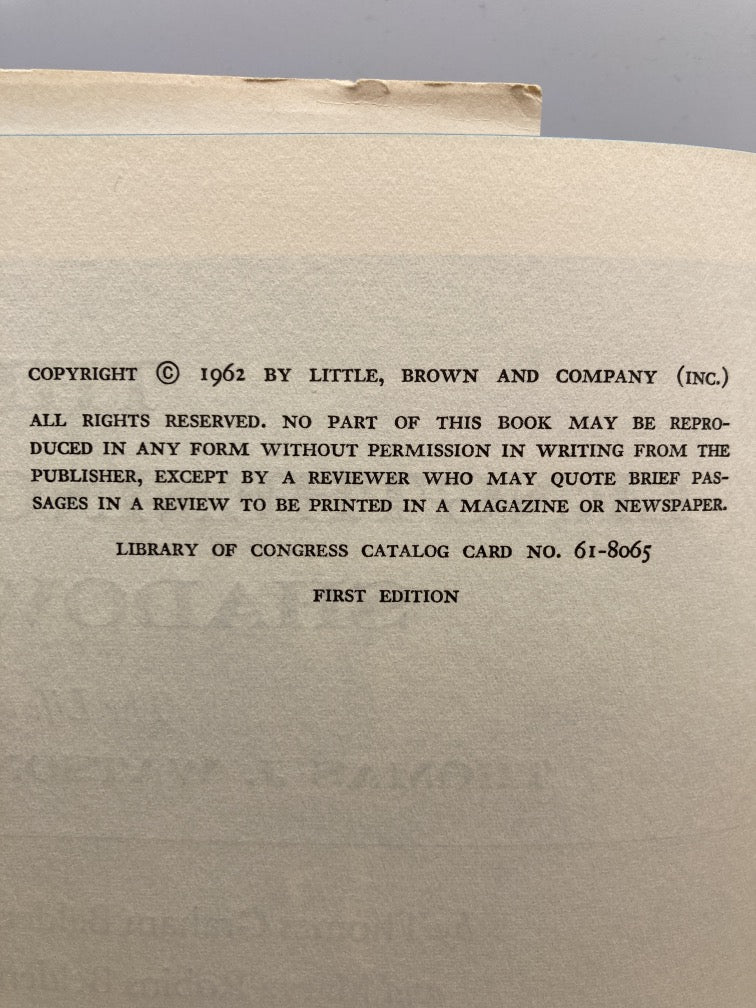 COPYRIGHT © 1962 BY LITTLE, BROWN AND COMPANY (INC.)
ALL RIGHTS RESERVED. NO PART OF THIS BOOK MAY BE REPRO-
DUCED IN ANY FORM WITHOUT PERMISSION IN WRITING FROM THE
PUBLISHER, EXCEPT BY A REVIEWER WHO MAY QUOTE BRIEF PAS-
SAGES IN A REVIEW TO BE PRINTED IN A MAGAZINE OR NEWSPAPER.
LIBRARY OF CONGRESS CATALOG CARD NO. 61-8065
FIRST EDITION